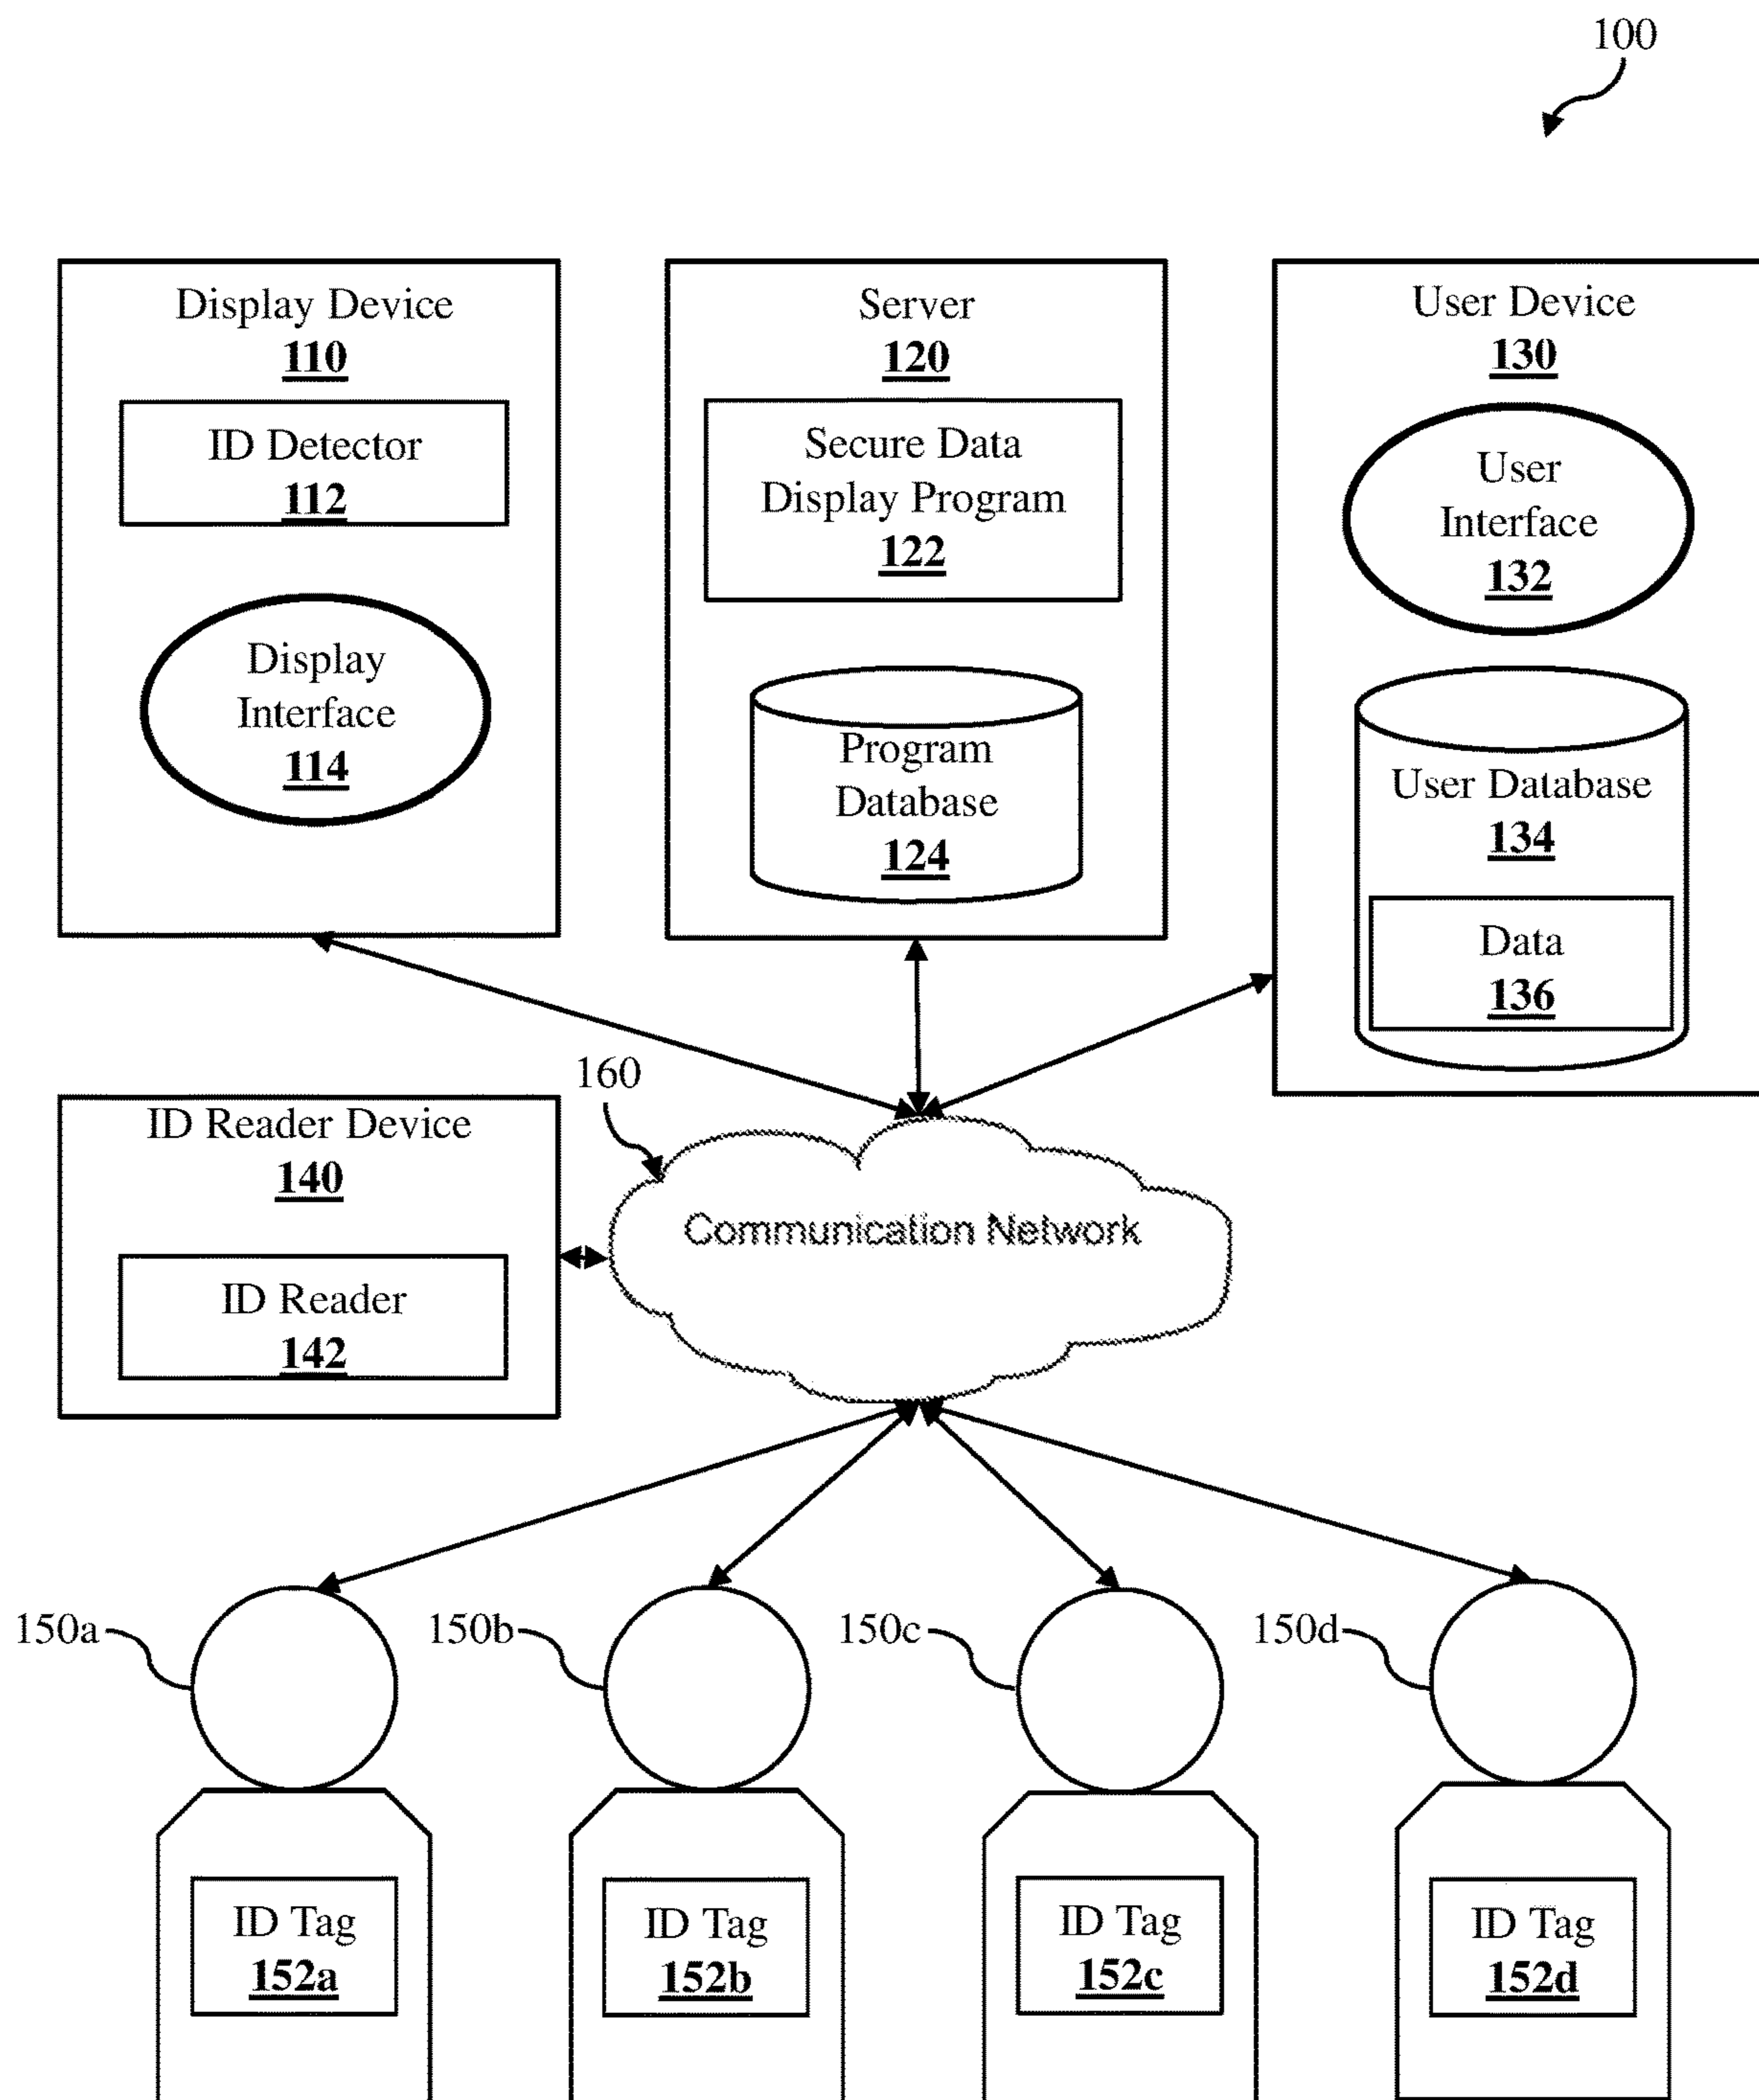 100
Display Device
110
ID Detector
112
Display
Interface
114
Server
120
Secure Data
Display Program
122
Program
Database
124
User Device
130
User
Interface
132
User Database
134
Data
136
160
ID Reader Device
140
ID Reader
142
Communication Network
150a
150b
150c
150d
ID Tag
152a
ID Tag
152b
ID Tag
152c
ID Tag
152d